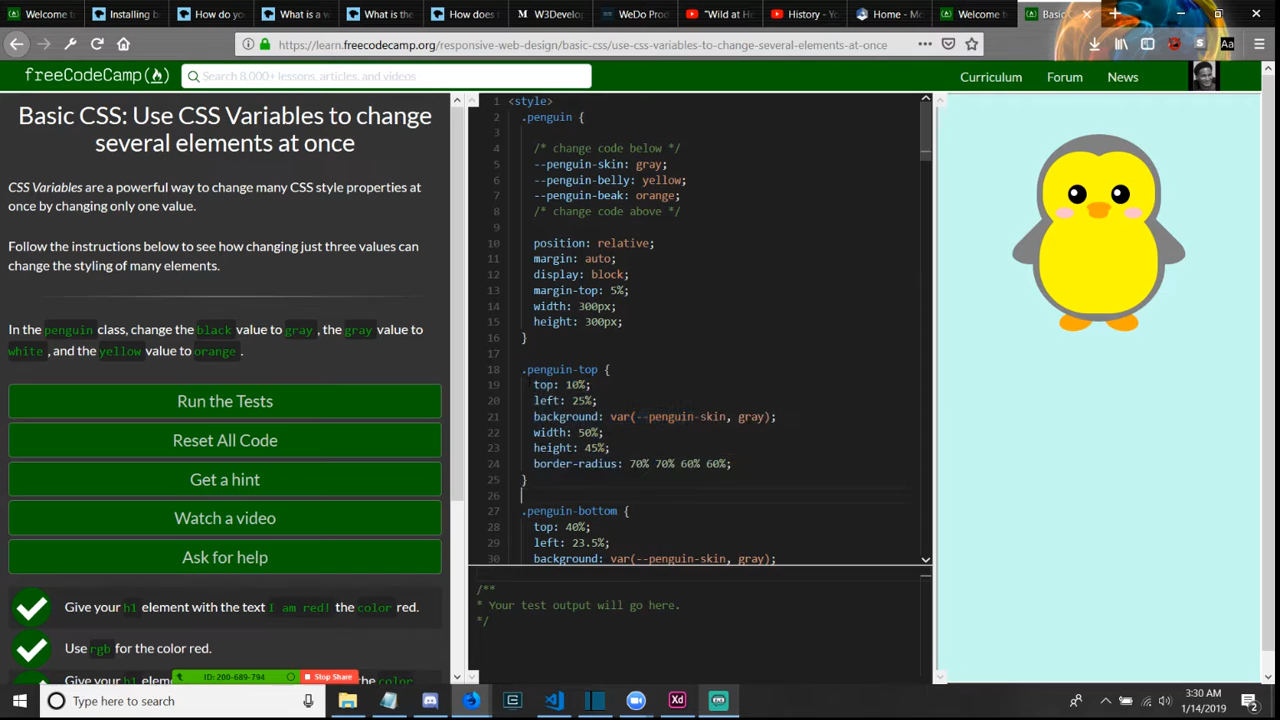 Welcome t
Installing b
How do yo
What is a w
What is the
How does
W3Develop
WeDo Prod
"Wild at He
History - Yo
Home - Mo
Welcome t
Basic
https://learn.freecodecamp.org/responsive-web-design/basic-css/use-css-variables-to-change-several-elements-at-once
freeCodeCamp
Search 8,000+ lessons, articles, and videos
Curriculum Forum News
Basic CSS: Use CSS Variables to change
several elements at once
CSS Variables are a powerful way to change many CSS style properties at
once by changing only one value.
Follow the instructions below to see how changing just three values can
change the styling of many elements.
In the penguin class, change the black value to gray , the gray value to
white , and the yellow value to orange .
Run the Tests
Reset All Code
Get a hint
Watch a video
Ask for help
Give your h1 element with the text I am red! the color red.
Use rgb for the color red.
Give your h1 elem
the color
ID: 200-689-794 Stop Share
1 <style>
2 .penguin {
3
4 /* change code below */
5 --penguin-skin: gray;
6 --penguin-belly: yellow;
7 --penguin-beak: orange;
8 /* change code above */
9
10 position: relative;
11 margin: auto;
12 display: block;
13 margin-top: 5%;
14 width: 300px;
15 height: 300px;
16 }
17
18 .penguin-top {
19 top: 10%;
20 left: 25%;
21 background: var(--penguin-skin, gray);
22 width: 50%;
23 height: 45%;
24 border-radius: 70% 70% 60% 60%;
25 }
26
27 .penguin-bottom {
28 top: 40%;
29 left: 23.5%;
30 background: var(--penguin-skin, gray);
/**
* Your test output will go here.
*/
Type here to search
3:30 AM
1/14/2019
2